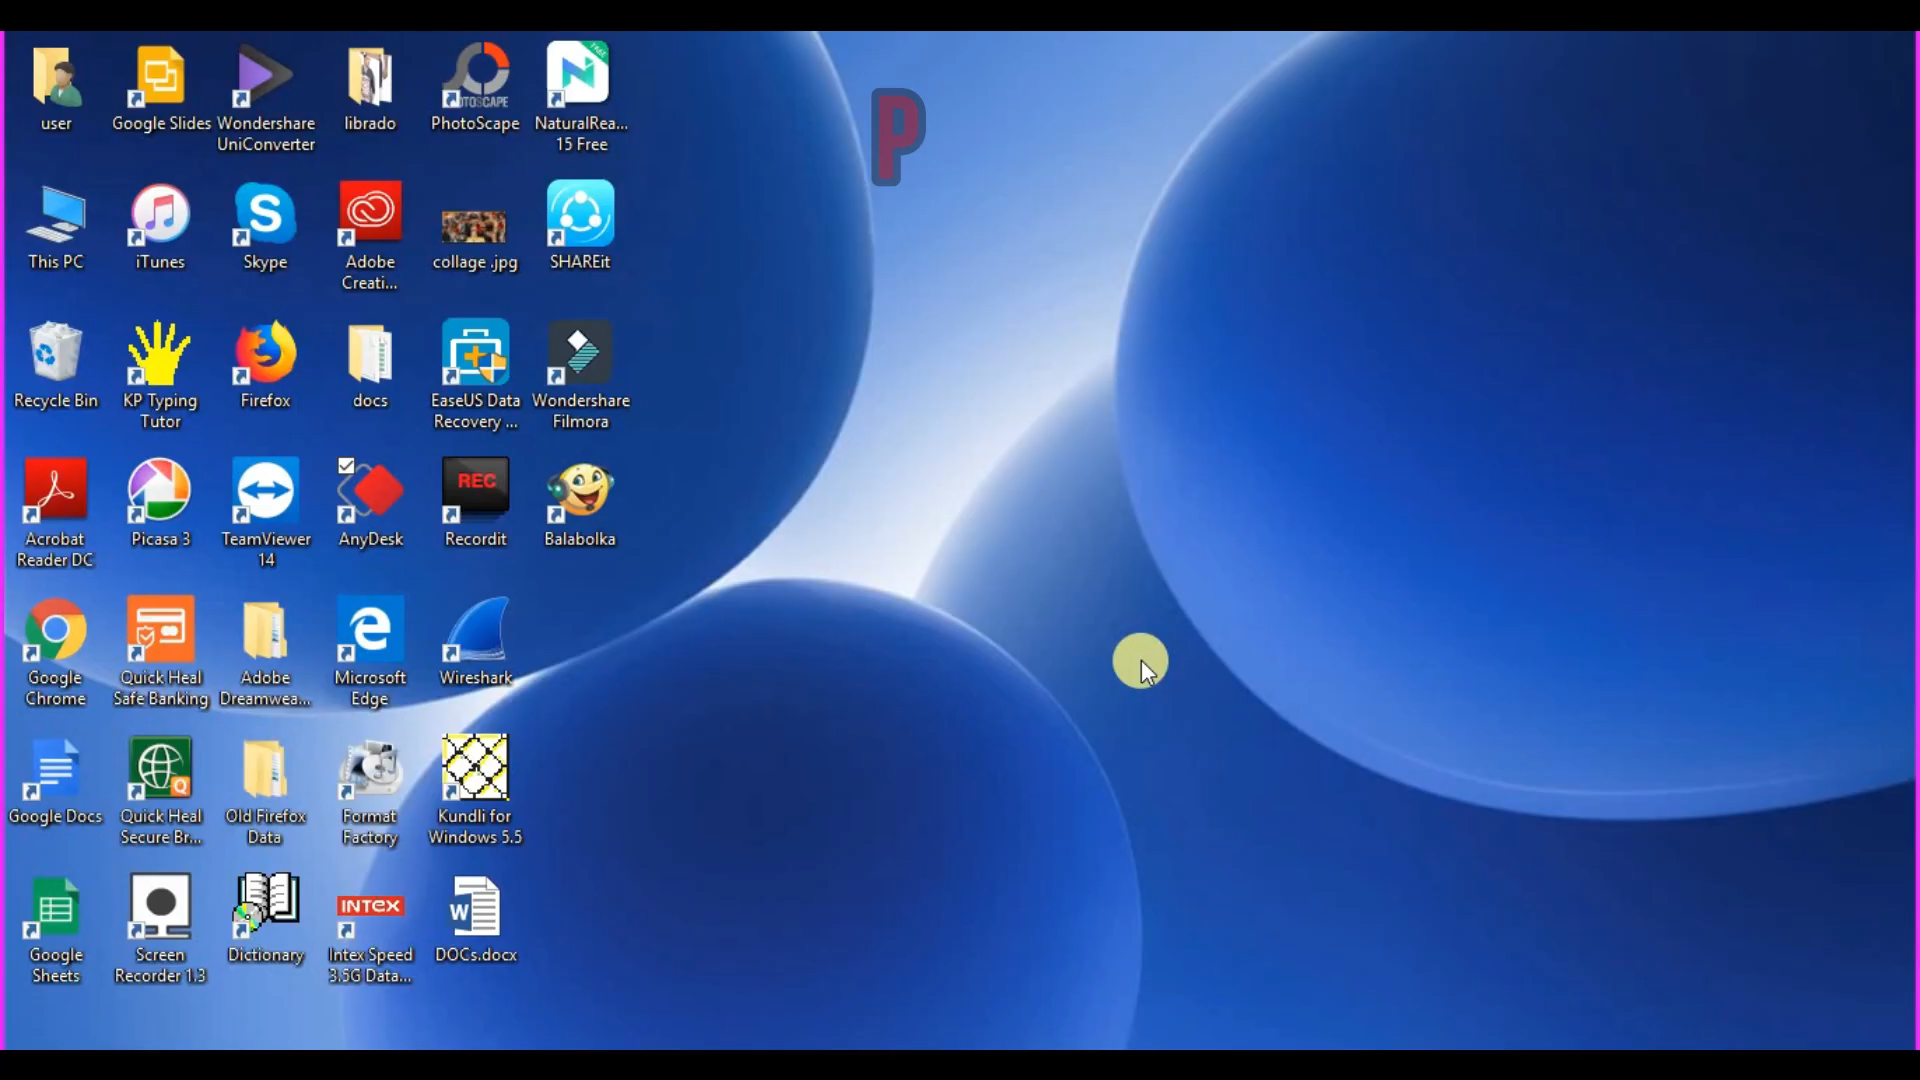 P
user
Google Slides
Wondershare
UniConverter
librado
PHOTOSCAPE
PhotoScape
FREE
N
NaturalRea...
15 Free
This PC
iTunes
S
Skype
Adobe
Creati...
collage .jpg
SHAREit
Recycle Bin
KP Typing
Tutor
Firefox
docs
EaseUS Data
Recovery ...
Wondershare
Filmora
Acrobat
Reader DC
Picasa 3
TeamViewer
14
AnyDesk
REC
Recordit
Balabolka
Google
Chrome
Quick Heal
Safe Banking
Adobe
Dreamwea...
Microsoft
Edge
Wireshark
Google Docs
Q
Quick Heal
Secure Br...
Old Firefox
Data
Format
Factory
Kundli for
Windows 5.5
Google
Sheets
Screen
Recorder 1.3
Dictionary
INTEX
Intex Speed
3.5G Data...
W
DOCs.docx